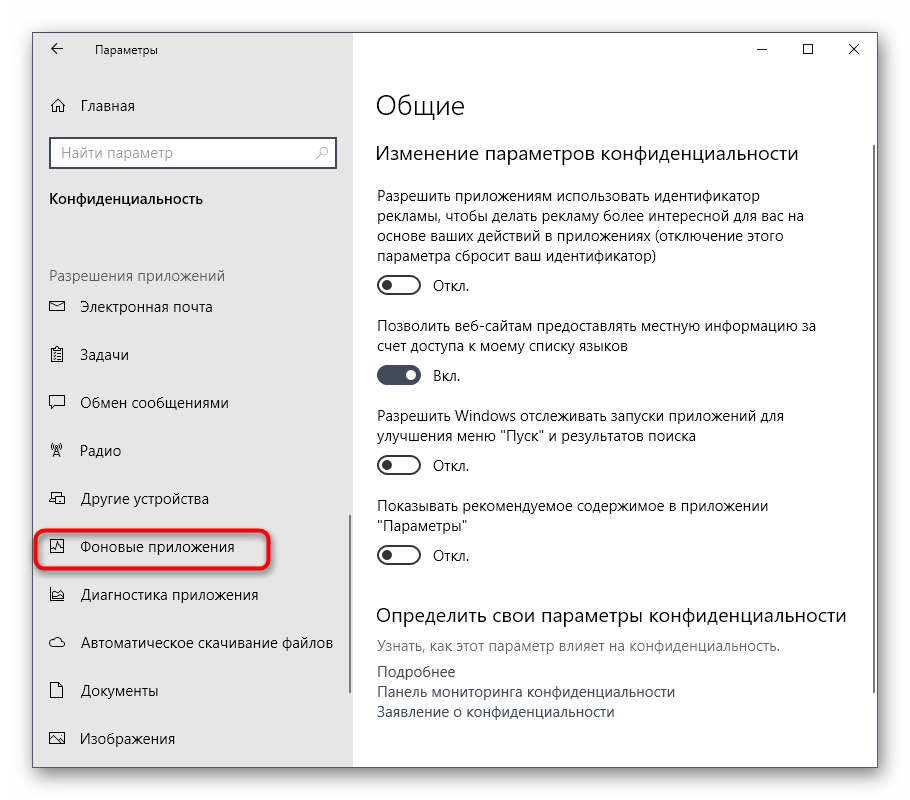 Параметры
Главная
Найти параметр
Конфиденциальность
Разрешения приложений
Электронная почта
Задачи
Обмен сообщениями
Радио
Другие устройства
Фоновые приложения
Диагностика приложения
Автоматическое скачивание файлов
Документы
Изображения
Общие
Изменение параметров конфиденциальности
Разрешить приложениям использовать идентификатор
рекламы, чтобы делать рекламу более интересной для вас на
основе ваших действий в приложениях (отключение этого
параметра сбросит ваш идентификатор)
Откл.
Позволить веб-сайтам предоставлять местную информацию за
счет доступа к моему списку языков
Вкл.
Разрешить Windows отслеживать запуски приложений для
улучшения меню "Пуск" и результатов поиска
Откл.
Показывать рекомендуемое содержимое в приложении
"Параметры"
Откл.
Определить свои параметры конфиденциальности
Узнать, как этот параметр влияет на конфиденциальность.
Подробнее
Панель мониторинга конфиденциальности
Заявление о конфиденциальности